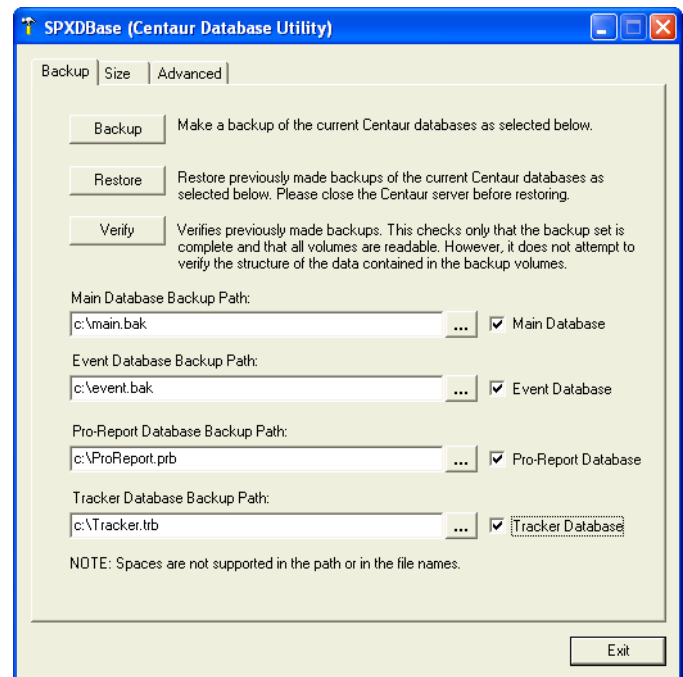 SPXDBase (Centaur Database Utility)
Backup Size Advanced
Backup Make a backup of the current Centaur databases as selected below.
Restore Restore previously made backups of the current Centaur databases as
selected below. Please close the Centaur server before restoring.
Verify Verifies previously made backups. This checks only that the backup set is
complete and that all volumes are readable. However, it does not attempt to
verify the structure of the data contained in the backup volumes.
Main Database Backup Path:
c:\main.bak ... Main Database
Event Database Backup Path:
c:\event.bak ... Event Database
Pro-Report Database Backup Path:
c:\ProReport.prb ... Pro-Report Database
Tracker Database Backup Path:
c:\Tracker.trb ... Tracker Database
NOTE: Spaces are not supported in the path or in the file names.
Exit